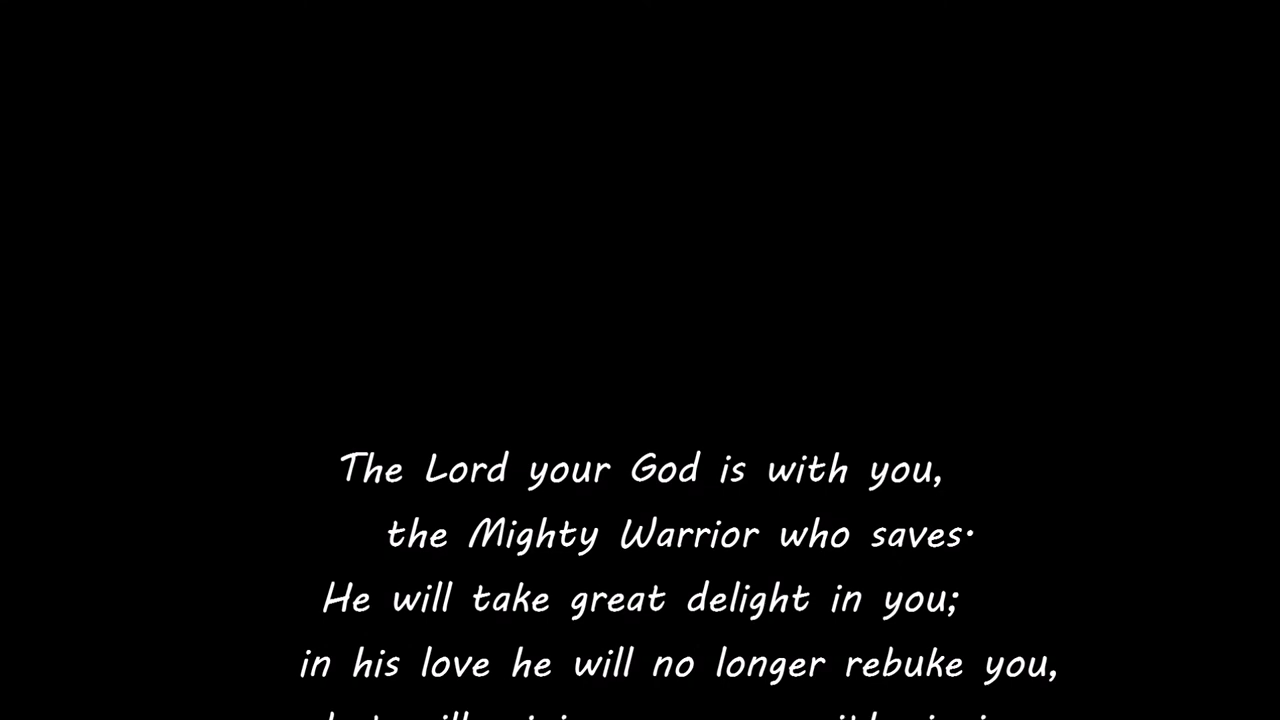 The Lord your God is with you,
the Mighty Warrior who saves.
He will take great delight in you;
in his love he will no longer rebuke you,